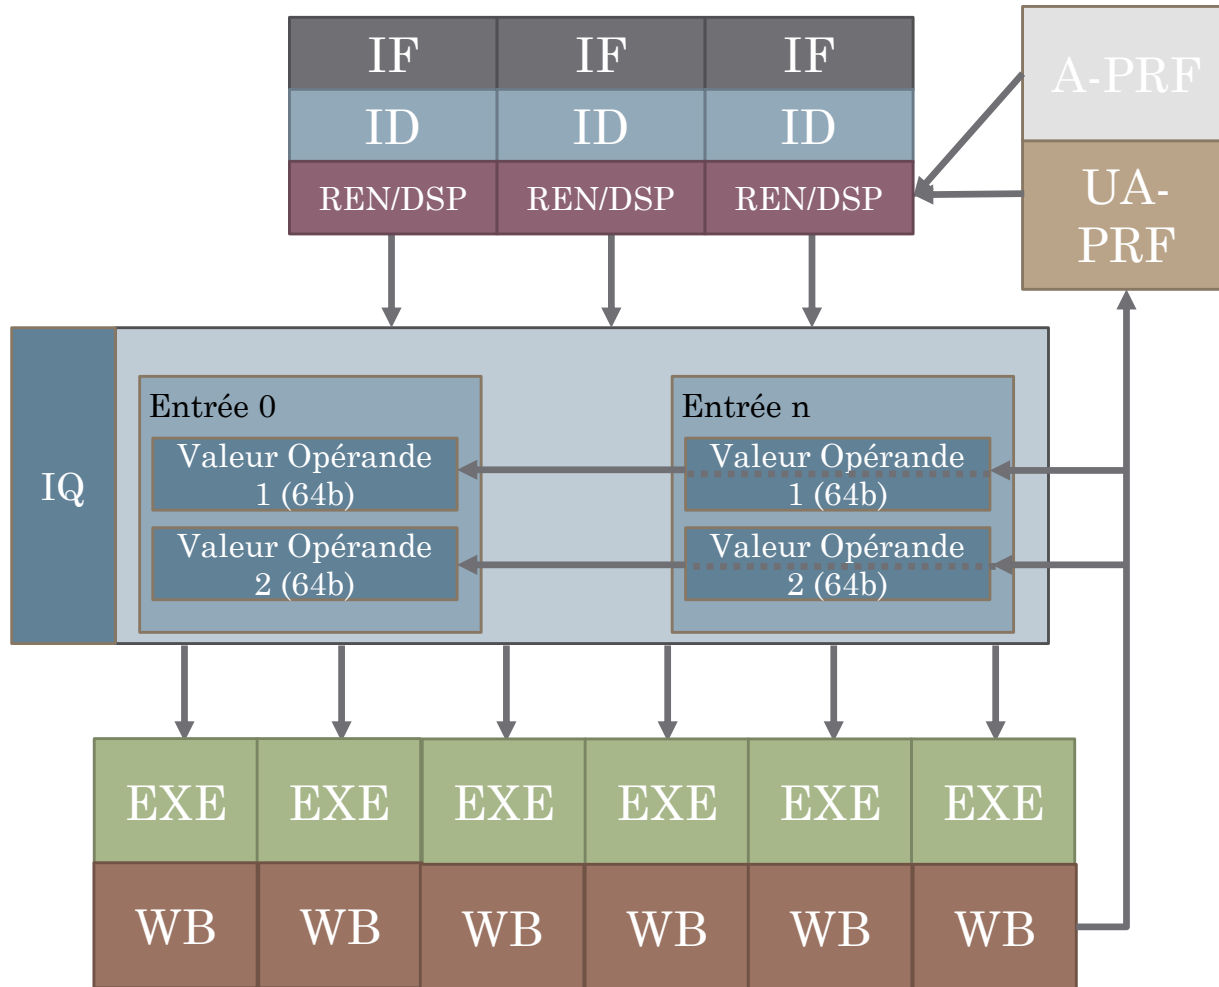 IF IF IF
A-PRF
ID ID ID
REN/DSP REN/DSP REN/DSP
UA-
PRF
IQ
Entrée 0
Valeur Opérande
1 (64b)
Valeur Opérande
2 (64b)
Entrée n
Valeur Opérande
1 (64b)
Valeur Opérande
2 (64b)
EXE EXE EXE EXE EXE EXE
WB WB WB WB WB WB